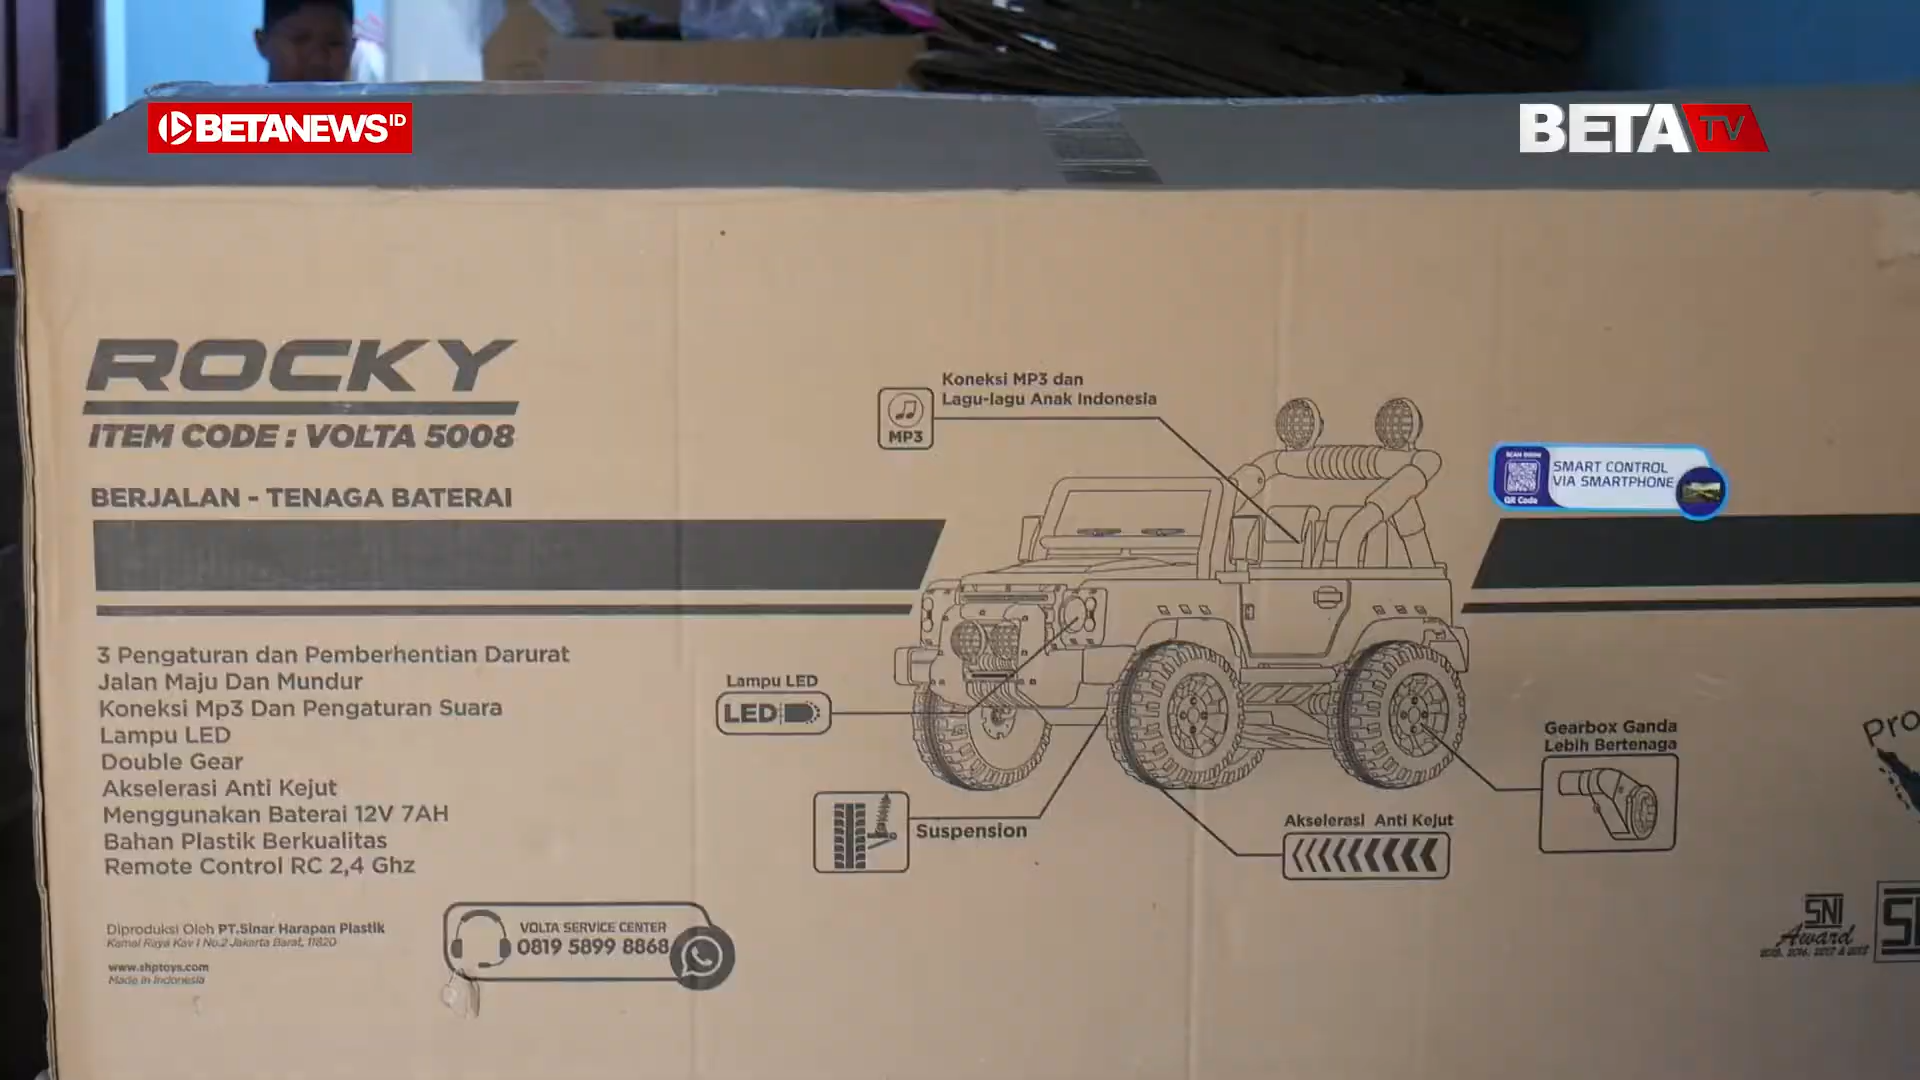 BETANEWS ID
BETA TV
ROCKY
ITEM CODE : VOLTA 5008
BERJALAN - TENAGA BATERAI
Koneksi MP3 dan
Lagu-lagu Anak Indonesia
MP3
SCAN
QR Code
SMART CONTROL
VIA SMARTPHONE
3 Pengaturan dan Pemberhentian Darurat
Jalan Maju Dan Mundur
Koneksi Mp3 Dan Pengaturan Suara
Lampu LED
Double Gear
Akselerasi Anti Kejut
Menggunakan Baterai 12V 7AH
Bahan Plastik Berkualitas
Remote Control RC 2,4 Ghz
Lampu LED
LED
Suspension
Akselerasi Anti Kejut
Gearbox Ganda
Lebih Bertenaga
Pro
Diproduksi Oleh PT.Sinar Harapan Plastik
Kamal Raya Kav 1 No.2 Jakarta Barat, 11820
www.shptoys.com
Made in Indonesia
VOLTA SERVICE CENTER
0819 5899 8868
SNI
Award